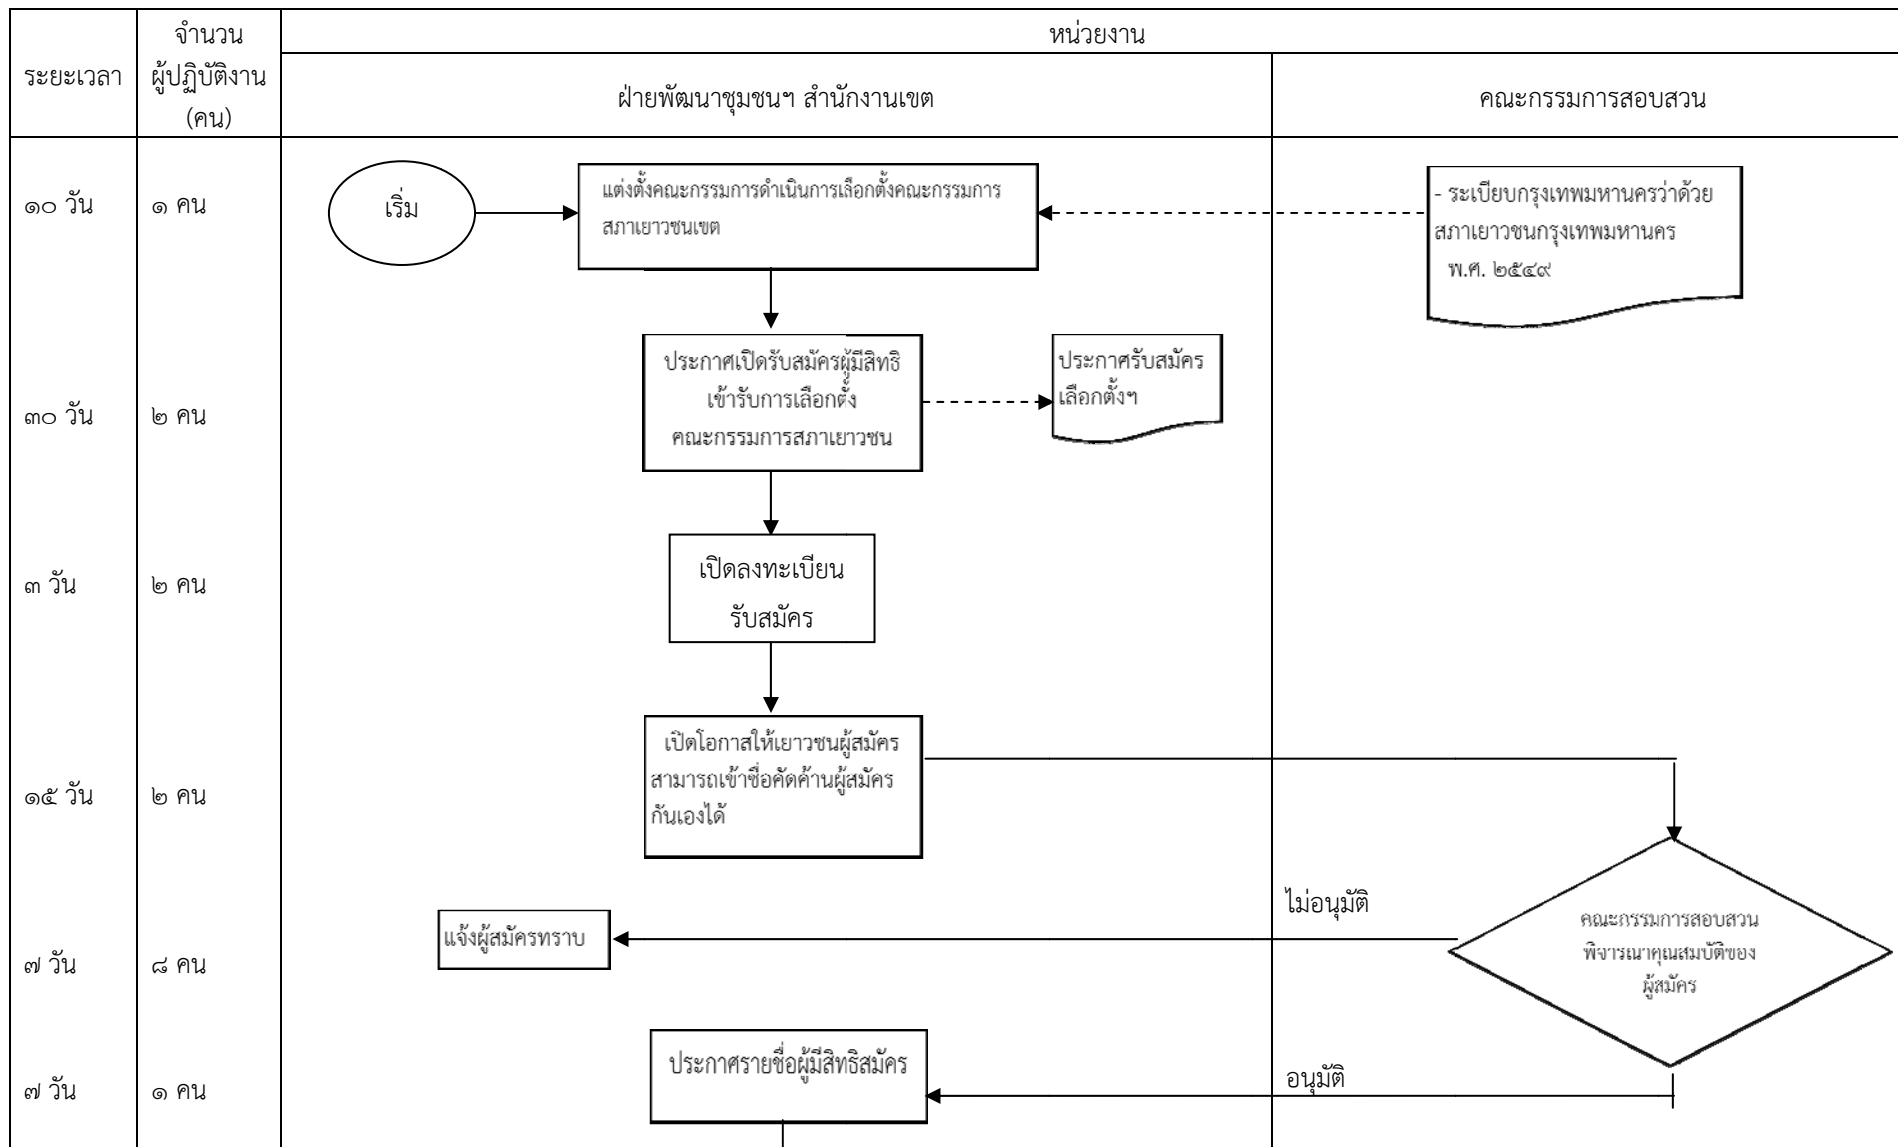 ระยะเวลา
จำนวน
ผู้ปฏิบัติงาน
(คน)
หน่วยงาน
ฝ่ายพัฒนาชุมชนฯ สำนักงานเขต
คณะกรรมการสอบสวน
๑๐ วัน
๑ คน
เริ่ม
แต่งตั้งคณะกรรมการดำเนินการเลือกตั้งคณะกรรมการ
สภาเยาวชนเขต
- ระเบียบกรุงเทพมหานครว่าด้วย
สภาเยาวชนกรุงเทพมหานคร
พ.ศ. ๒๕๔๙
๓๐ วัน
๒ คน
ประกาศเปิดรับสมัครผู้มีสิทธิ
เข้ารับการเลือกตั้ง
คณะกรรมการสภาเยาวชน
ประกาศรับสมัคร
เลือกตั้งฯ
๓ วัน
๒ คน
เปิดลงทะเบียน
รับสมัคร
๑๕ วัน
๒ คน
เปิดโอกาสให้เยาวชนผู้สมัคร
สามารถเข้าชื่อคัดค้านผู้สมัคร
กันเองได้
๗ วัน
๘ คน
แจ้งผู้สมัครทราบ
ไม่อนุมัติ
คณะกรรมการสอบสวน
พิจารณาคุณสมบัติของ
ผู้สมัคร
๗ วัน
๑ คน
ประกาศรายชื่อผู้มีสิทธิสมัคร
อนุมัติ